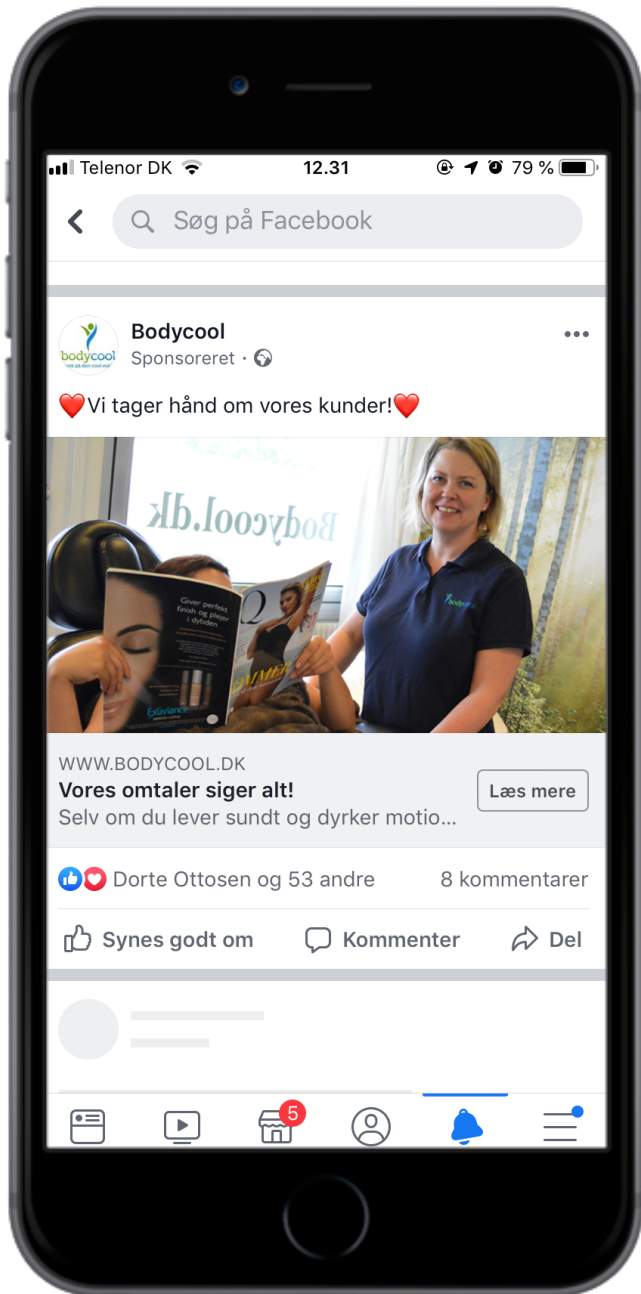 Telenor DK 12.31 79 %
Søg på Facebook
bodycool
Bodycool
Sponsoreret ·
Vi tager hånd om vores kunder!
Bodycool.dk
Giver perfekt
finish og plejer
i dybden
Q
Exuviance
WWW.BODYCOOL.DK
Vores omtaler siger alt!
Selv om du lever sundt og dyrker motio...
Læs mere
Dorte Ottosen og 53 andre 8 kommentarer
Synes godt om Kommenter Del
5